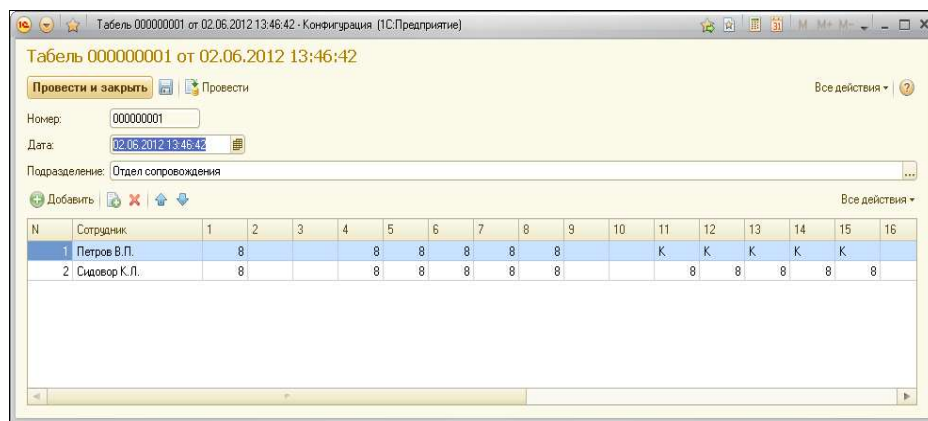 Табель 000000001 от 02.06.2012 13:46:42 - Конфигурация (1С:Предприятие) M M+ M-
Табель 000000001 от 02.06.2012 13:46:42
Провести и закрыть Провести Все действия
Номер: 000000001
Дата: 02.06.2012 13:46:42
Подразделение: Отдел сопровождения ...
Добавить Все действия
N Сотрудник 1 2 3 4 5 6 7 8 9 10 11 12 13 14 15 16
1 Петров В.П. 8 8 8 8 8 8 К К К К К
2 Сидовор К.Л. 8 8 8 8 8 8 8 8 8 8 8